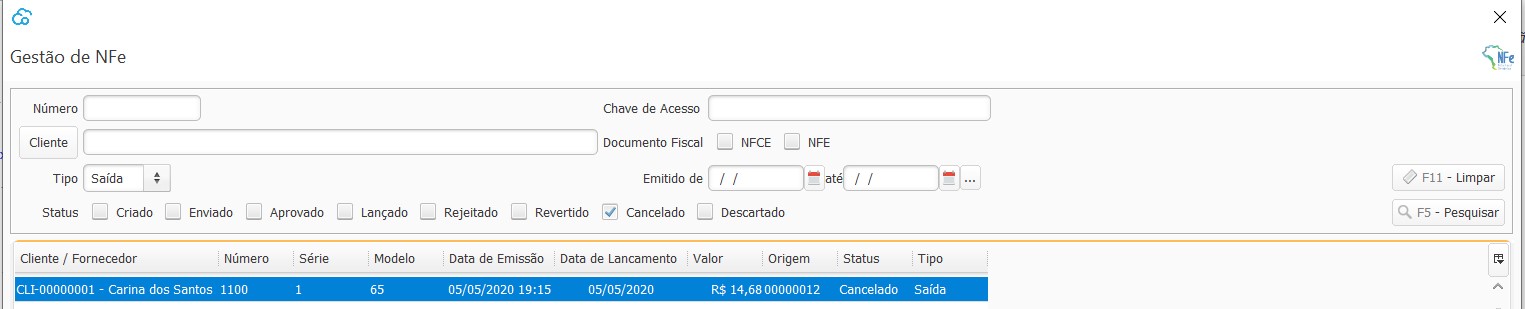 Gestão de NFe
NFe
Número
Chave de Acesso
Cliente
Documento Fiscal NFCE NFE
Tipo Saída
Emitido de / / até / / ...
F11 - Limpar
Status Criado Enviado Aprovado Lançado Rejeitado Revertido Cancelado Descartado
F5 - Pesquisar
Cliente / Fornecedor Número Série Modelo Data de Emissão Data de Lancamento Valor Origem Status Tipo
CLI-00000001 - Carina dos Santos 1100 1 65 05/05/2020 19:15 05/05/2020 R$ 14,68 00000012 Cancelado Saída